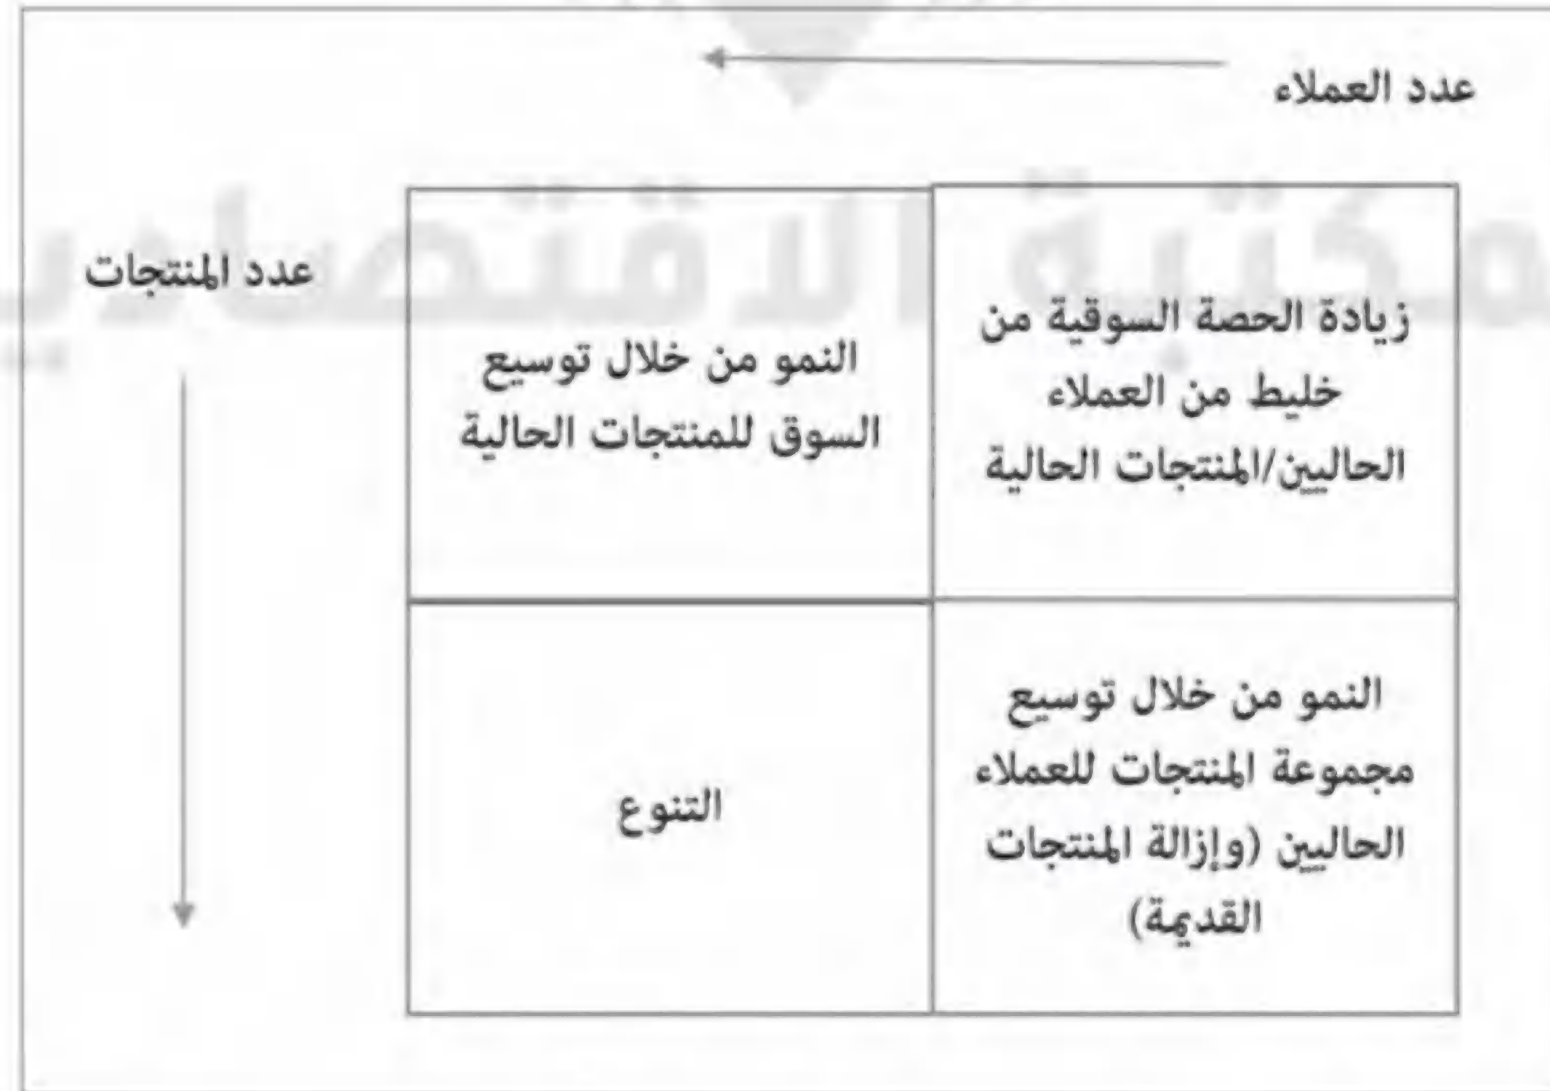 عدد العملاء
عدد المنتجات
زيادة الحصة السوقية من
خليط من العملاء
الحاليين/المنتجات الحالية
النمو من خلال توسيع
السوق للمنتجات الحالية
النمو من خلال توسيع
مجموعة المنتجات للعملاء
الحاليين (وإزالة المنتجات
القديمة)
التنوع